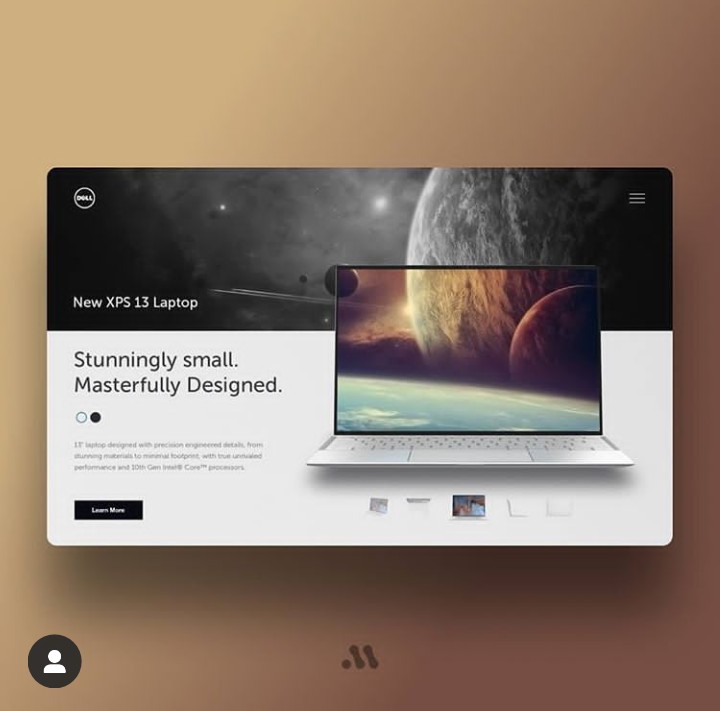 DELL
New XPS 13 Laptop
Stunningly small.
Masterfully Designed.
13" laptop designed with precision engineered details, from
stunning materials to minimal footprint, with true unrivaled
performance and 10th Gen Intel® Core™ processors.
Learn More